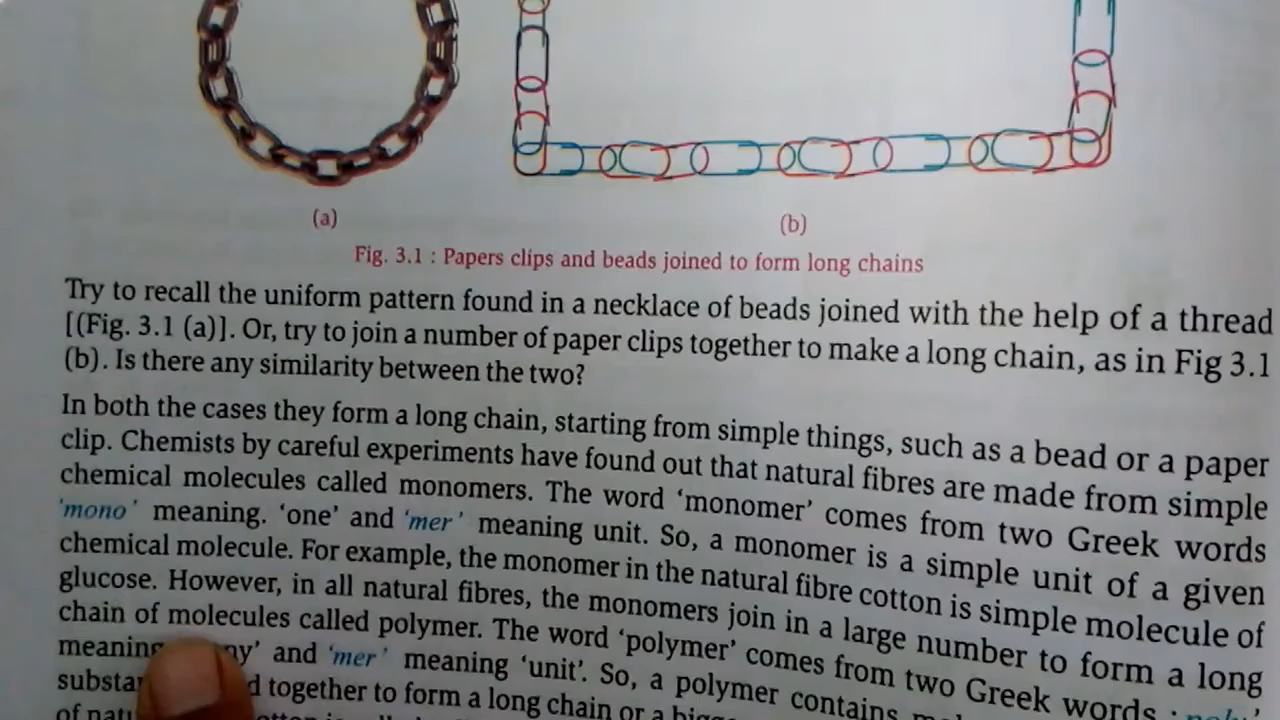 (a)
(b)
Fig. 3.1 : Papers clips and beads joined to form long chains
Try to recall the uniform pattern found in a necklace of beads joined with the help of a thread
[(Fig. 3.1 (a)]. Or, try to join a number of paper clips together to make a long chain, as in Fig 3.1
(b). Is there any similarity between the two?
In both the cases they form a long chain, starting from simple things, such as a bead or a paper
clip. Chemists by careful experiments have found out that natural fibres are made from simple
chemical molecules called monomers. The word ‘monomer’ comes from two Greek words
‘mono’ meaning. ‘one’ and ‘mer’ meaning unit. So, a monomer is a simple unit of a given
chemical molecule. For example, the monomer in the natural fibre cotton is simple molecule of
glucose. However, in all natural fibres, the monomers join in a large number to form a long
chain of molecules called polymer. The word ‘polymer’ comes from two Greek words :
meaning and ‘mer’ meaning ‘unit’. So, a polymer contains
together to form a long chain or a
of